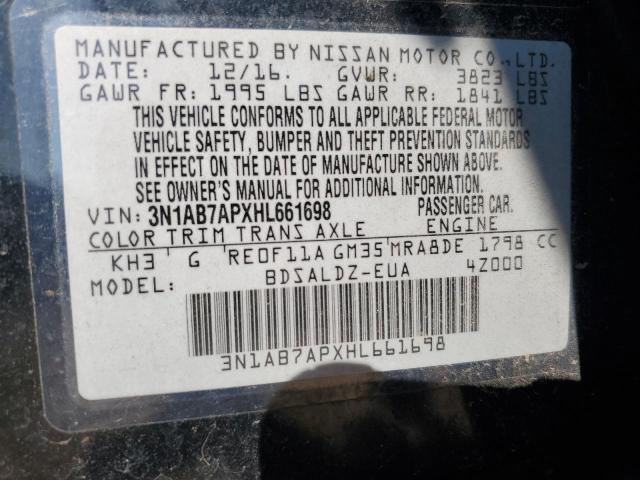 MANUFACTURED BY NISSAN MOTOR CO.,LTD.
DATE: 12/16. GVWR: 3823 LBS
GAWR FR: 1995 LBS GAWR RR: 1841 LBS
THIS VEHICLE CONFORMS TO ALL APPLICABLE FEDERAL MOTOR
VEHICLE SAFETY, BUMPER AND THEFT PREVENTION STANDARDS
IN EFFECT ON THE DATE OF MANUFACTURE SHOWN ABOVE.
SEE OWNER'S MANUAL FOR ADDITIONAL INFORMATION.
VIN: 3N1AB7APXHL661698 PASSENGER CAR.
COLOR TRIM TRANS AXLE ENGINE
KH3 G RE0F11A GM35 MRA8DE 1798 CC
MODEL: BDSALDZ-EUA 4Z000
3N1AB7APXHL661698